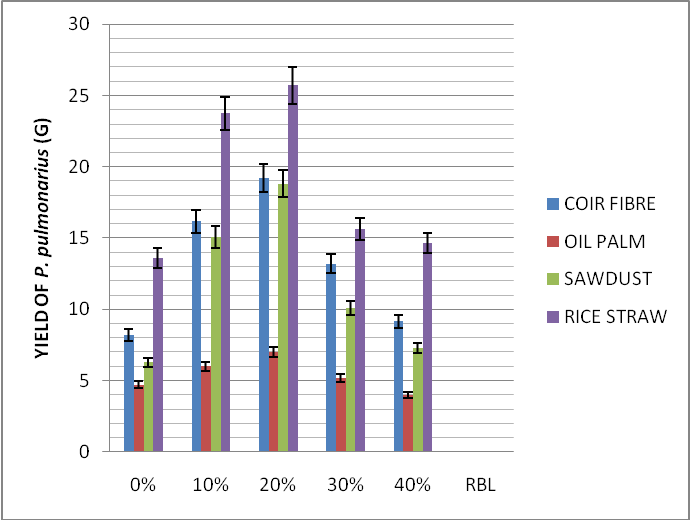 30
25
20
15
10
5
0
YIELD OF P. pulmonarius (G)
0% 10% 20% 30% 40% RBL
COIR FIBRE
OIL PALM
SAWDUST
RICE STRAW